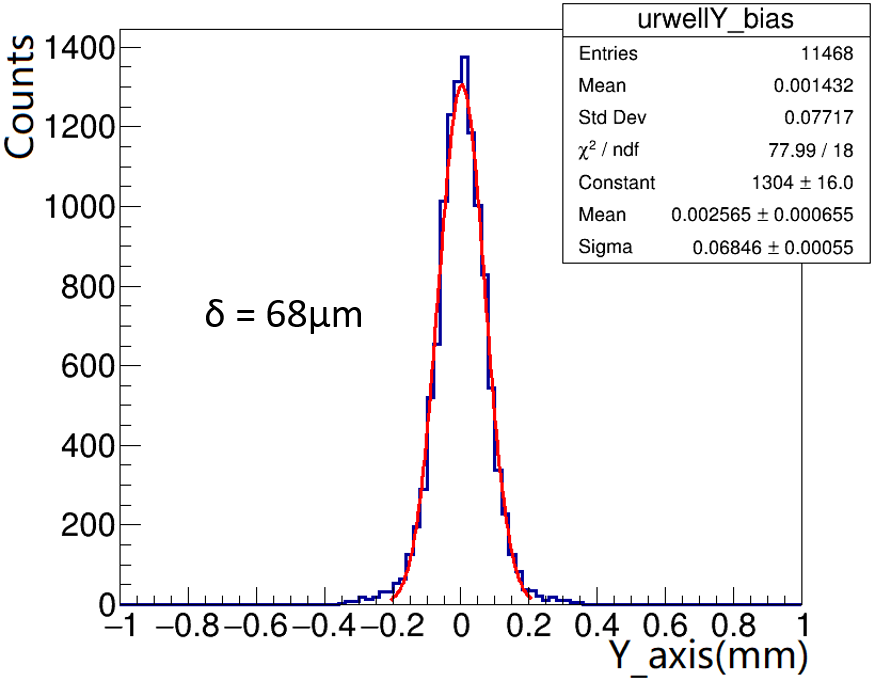 urwellY_bias
Entries 11468
Mean 0.001432
Std Dev 0.07717
χ² / ndf 77.99 / 18
Constant 1304 ± 16.0
Mean 0.002565 ± 0.000655
Sigma 0.06846 ± 0.00055
Counts
1400
1200
1000
800
600
400
200
0
δ = 68μm
−1 −0.8 −0.6 −0.4 −0.2 0 0.2 0.4 0.6 0.8 1
Y_axis(mm)